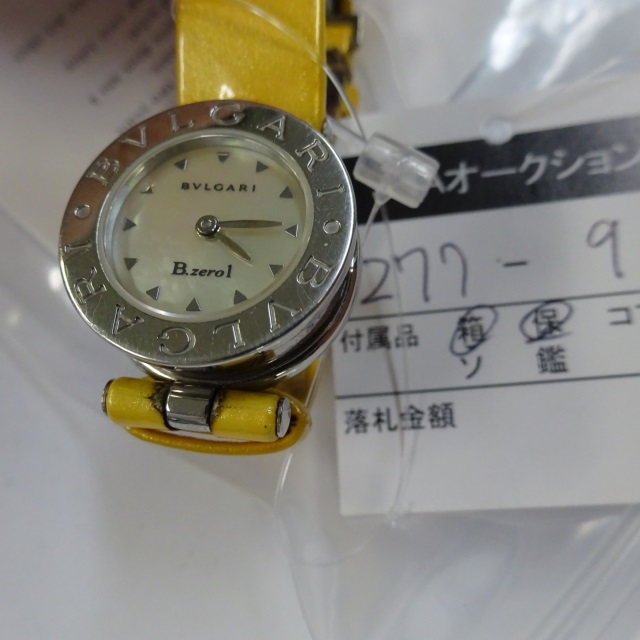 BVLGARI • BVLGARI •
BVLGARI
B.zero1
Aオークション
277 - 9
付属品 箱 保 コ
ソ 鑑
落札金額